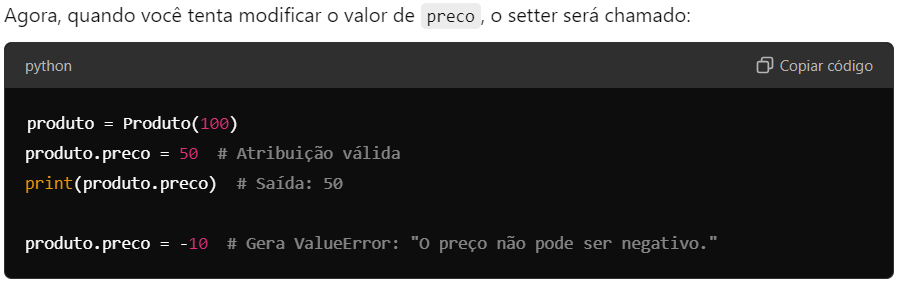 Agora, quando você tenta modificar o valor de preco, o setter será chamado:
python
Copiar código
produto = Produto(100)
produto.preco = 50  # Atribuição válida
print(produto.preco)  # Saída: 50
produto.preco = -10  # Gera ValueError: "O preço não pode ser negativo."